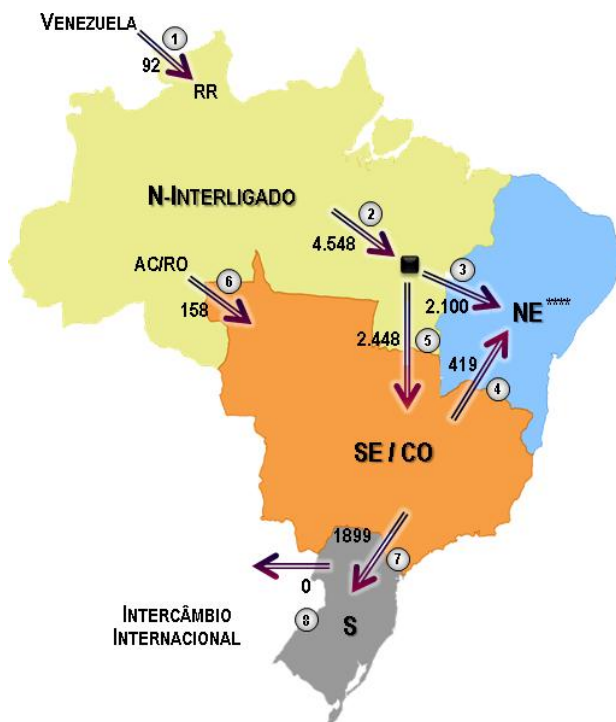 VENEZUELA
1
92
RR
N-INTERLIGADO
2
4.548
AC/RO
6
158
3
2.100
NE ****
2.448
5
419
4
SE / CO
1899
7
0
INTERCÂMBIO
INTERNACIONAL
8
S